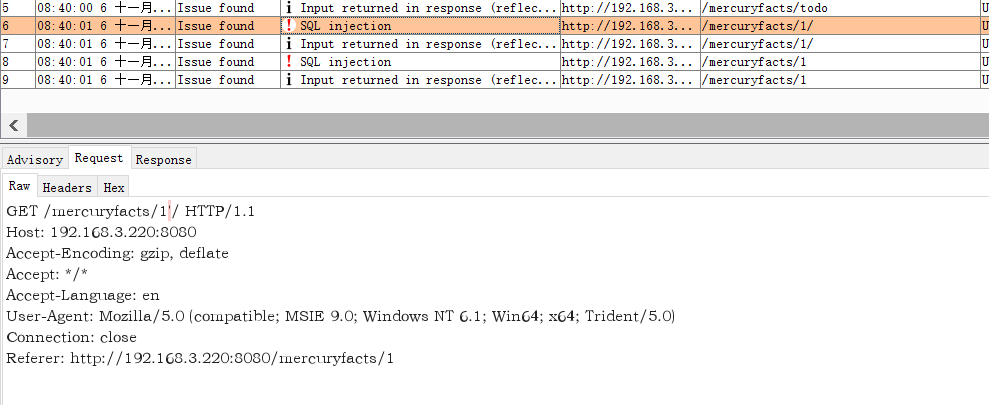 5 08:40:00 6 十一月... Issue found i Input returned in response (reflec... http://192.168.3... /mercuryfacts/todo U
6 08:40:01 6 十一月... Issue found ! SQL injection http://192.168.3... /mercuryfacts/1/ U
7 08:40:01 6 十一月... Issue found i Input returned in response (reflec... http://192.168.3... /mercuryfacts/1/ U
8 08:40:01 6 十一月... Issue found ! SQL injection http://192.168.3... /mercuryfacts/1 U
9 08:40:01 6 十一月... Issue found i Input returned in response (reflec... http://192.168.3... /mercuryfacts/1 U
Advisory Request Response
Raw Headers Hex
GET /mercuryfacts/1'/ HTTP/1.1
Host: 192.168.3.220:8080
Accept-Encoding: gzip, deflate
Accept: */*
Accept-Language: en
User-Agent: Mozilla/5.0 (compatible; MSIE 9.0; Windows NT 6.1; Win64; x64; Trident/5.0)
Connection: close
Referer: http://192.168.3.220:8080/mercuryfacts/1